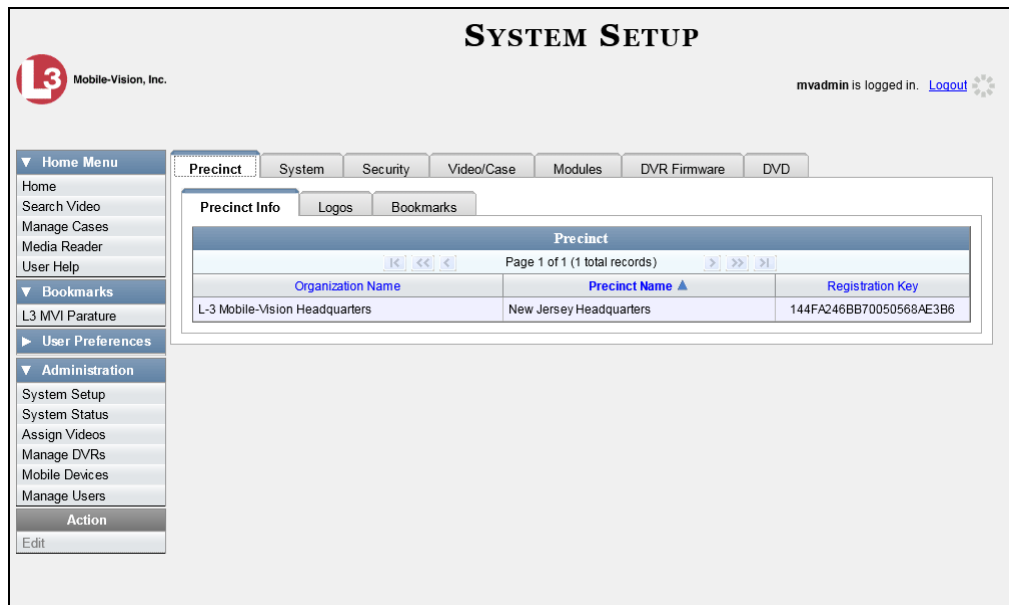 SYSTEM SETUP
L3 Mobile-Vision, Inc.
mvadmin is logged in. Logout
▼ Home Menu
Home
Search Video
Manage Cases
Media Reader
User Help
▼ Bookmarks
L3 MVI Parature
▶ User Preferences
▼ Administration
System Setup
System Status
Assign Videos
Manage DVRs
Mobile Devices
Manage Users
Action
Edit
Precinct System Security Video/Case Modules DVR Firmware DVD
Precinct Info Logos Bookmarks
Precinct
|< << < Page 1 of 1 (1 total records) > >> >|
Organization Name Precinct Name ▲ Registration Key
L-3 Mobile-Vision Headquarters New Jersey Headquarters 144FA246BB70050568AE3B6